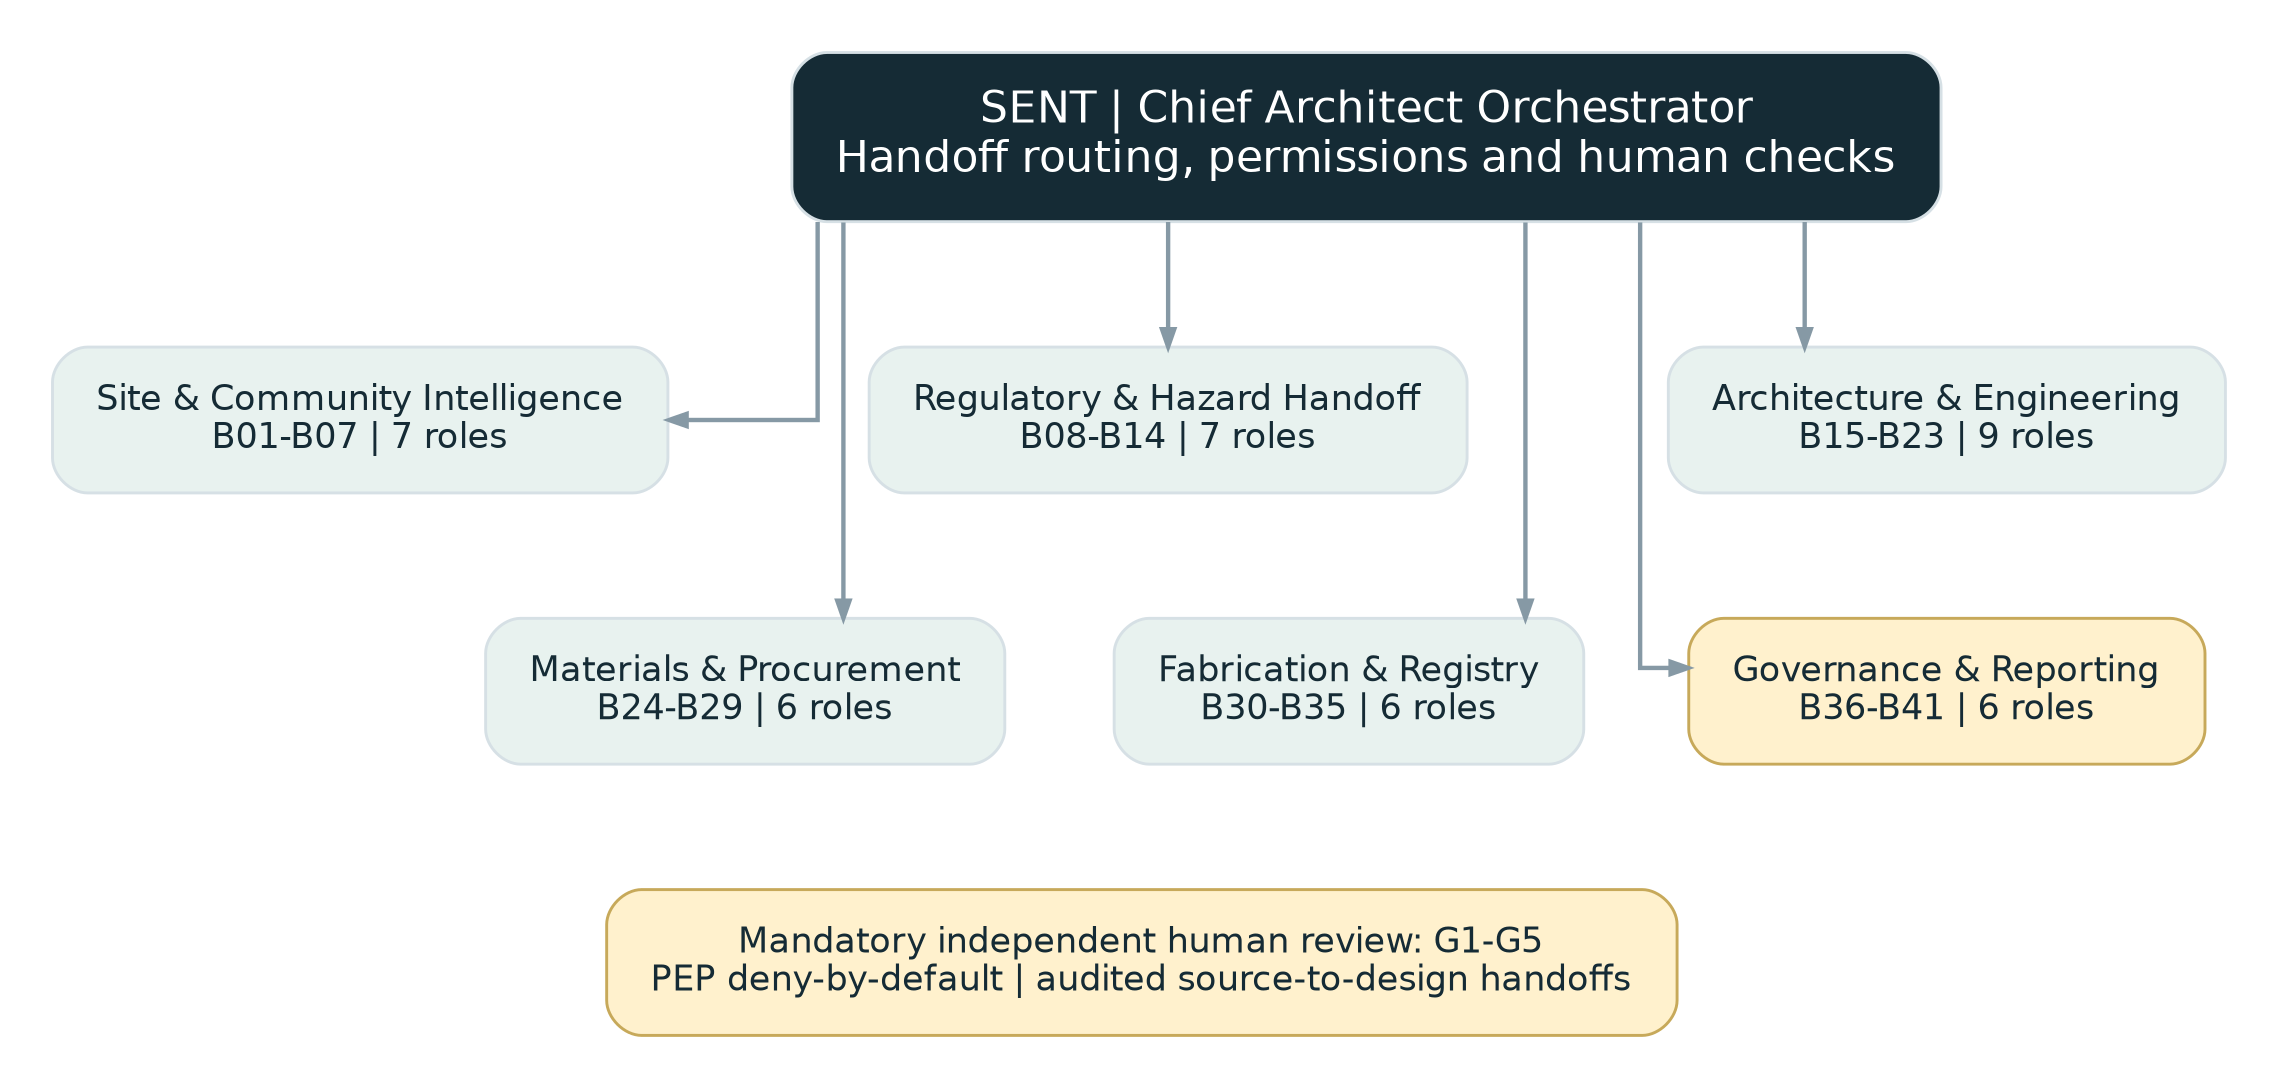 SENT | Chief Architect Orchestrator
Handoff routing, permissions and human checks
Site & Community Intelligence
B01-B07 | 7 roles
Regulatory & Hazard Handoff
B08-B14 | 7 roles
Architecture & Engineering
B15-B23 | 9 roles
Materials & Procurement
B24-B29 | 6 roles
Fabrication & Registry
B30-B35 | 6 roles
Governance & Reporting
B36-B41 | 6 roles
Mandatory independent human review: G1-G5
PEP deny-by-default | audited source-to-design handoffs